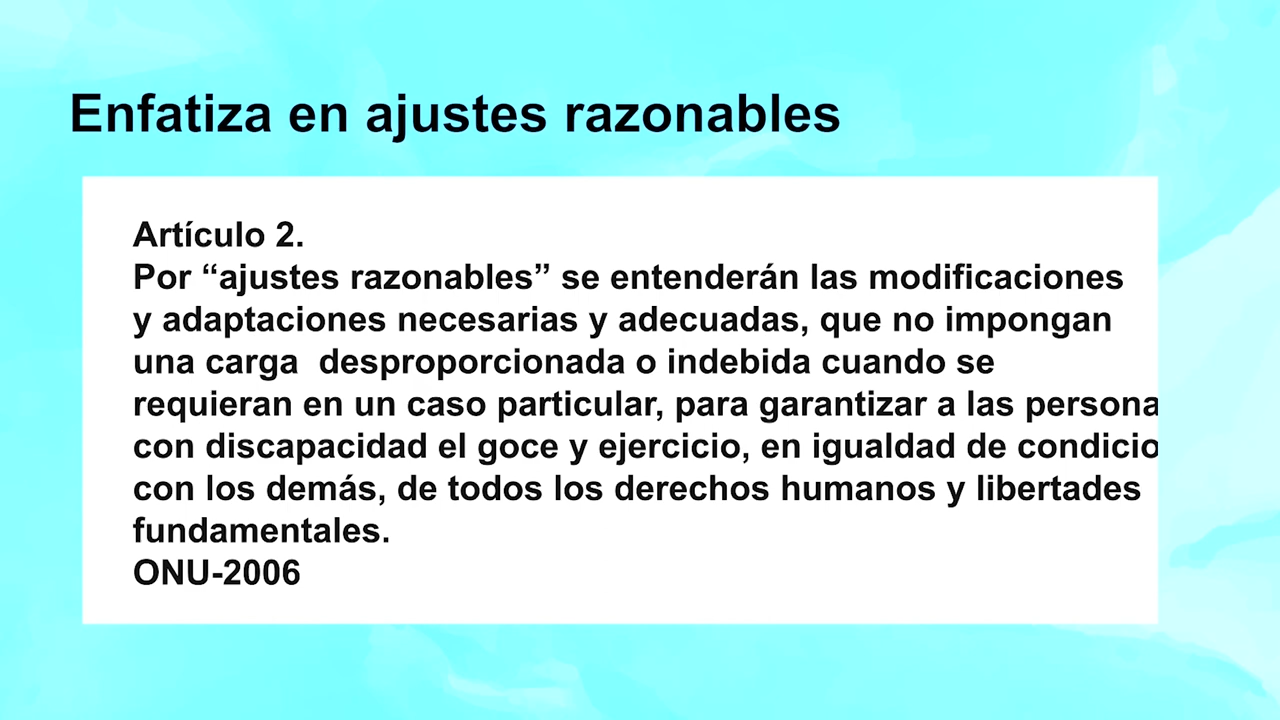 Enfatiza en ajustes razonables
Artículo 2.
Por “ajustes razonables” se entenderán las modificaciones
y adaptaciones necesarias y adecuadas, que no impongan
una carga  desproporcionada o indebida cuando se
requieran en un caso particular, para garantizar a las persona
con discapacidad el goce y ejercicio, en igualdad de condicio
con los demás, de todos los derechos humanos y libertades
fundamentales.
ONU-2006